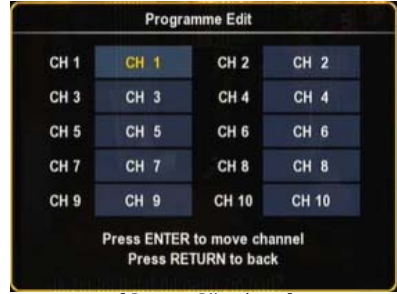 Programme Edit
CH 1 CH 1 CH 2 CH 2
CH 3 CH 3 CH 4 CH 4
CH 5 CH 5 CH 6 CH 6
CH 7 CH 7 CH 8 CH 8
CH 9 CH 9 CH 10 CH 10
Press ENTER to move channel
Press RETURN to back